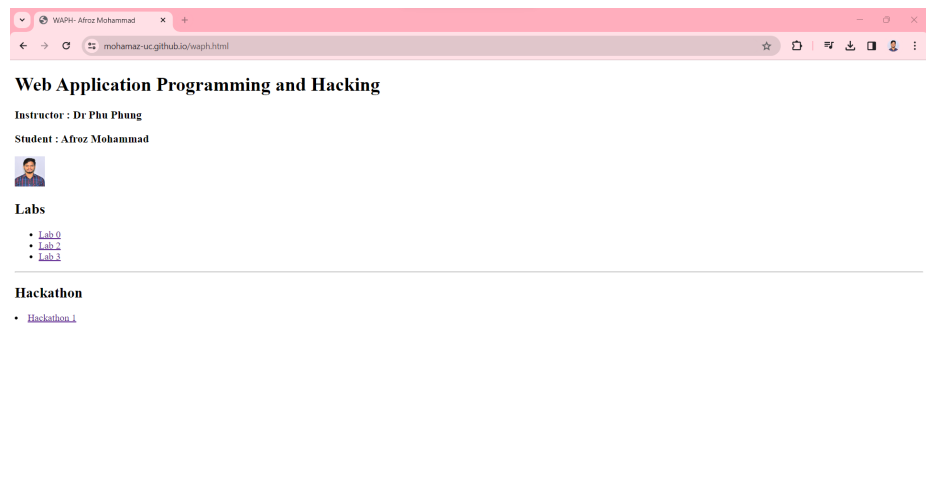 WAPH- Afroz Mohammad
mohamaz-uc.github.io/waph.html
Web Application Programming and Hacking
Instructor : Dr Phu Phung
Student : Afroz Mohammad
Labs
Lab 0
Lab 2
Lab 3
Hackathon
Hackathon 1